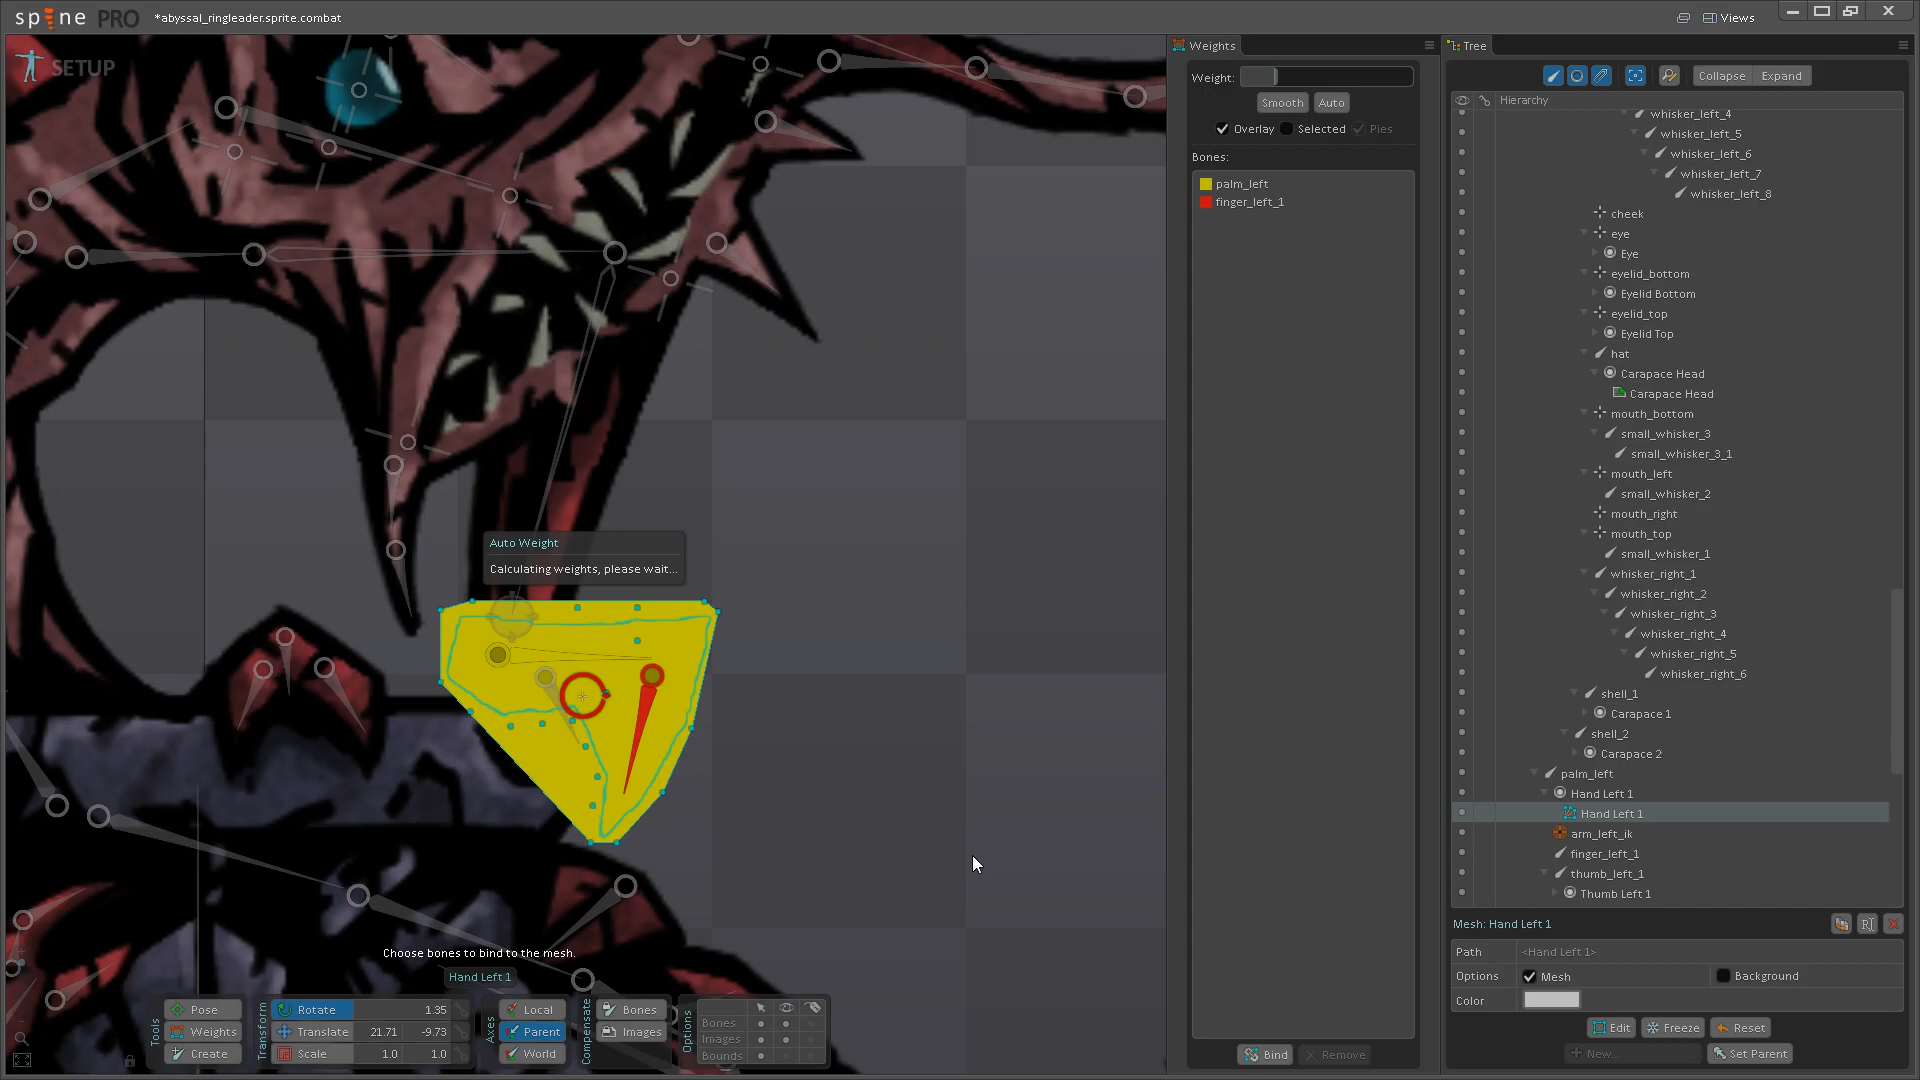 spine PRO
*abyssal_ringleader.sprite.combat
Views
SETUP
Weights
Weight:
Smooth
Auto
Overlay
Selected
Pies
Bones:
palm_left
finger_left_1
Bind
Remove
Tree
Collapse
Expand
Hierarchy
whisker_left_4
whisker_left_5
whisker_left_6
whisker_left_7
whisker_left_8
cheek
eye
Eye
eyelid_bottom
Eyelid Bottom
eyelid_top
Eyelid Top
hat
Carapace Head
Carapace Head
mouth_bottom
small_whisker_3
small_whisker_3_1
mouth_left
small_whisker_2
mouth_right
mouth_top
small_whisker_1
whisker_right_1
whisker_right_2
whisker_right_3
whisker_right_4
whisker_right_5
whisker_right_6
shell_1
Carapace 1
shell_2
Carapace 2
palm_left
Hand Left 1
Hand Left 1
arm_left_ik
finger_left_1
thumb_left_1
Thumb Left 1
Mesh: Hand Left 1
Path <Hand Left 1>
Options Mesh Background
Color
Edit Freeze Reset
New... Set Parent
Auto Weight
Calculating weights, please wait...
Choose bones to bind to the mesh.
Hand Left 1
Tools
Pose
Weights
Create
Transform
Rotate 1.35
Translate 21.71 -9.73
Scale 1.0 1.0
Axes
Local
Parent
World
Compensate
Bones
Images
Options
Bones
Images
Bounds